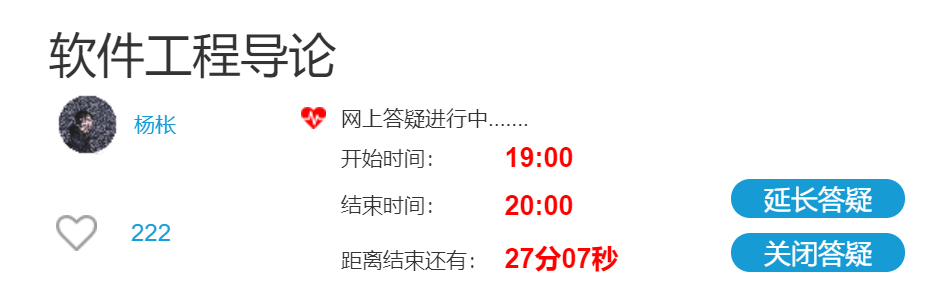 软件工程导论
杨枨
网上答疑进行中.......
开始时间： 19:00
结束时间： 20:00
延长答疑
222
距离结束还有： 27分07秒
关闭答疑